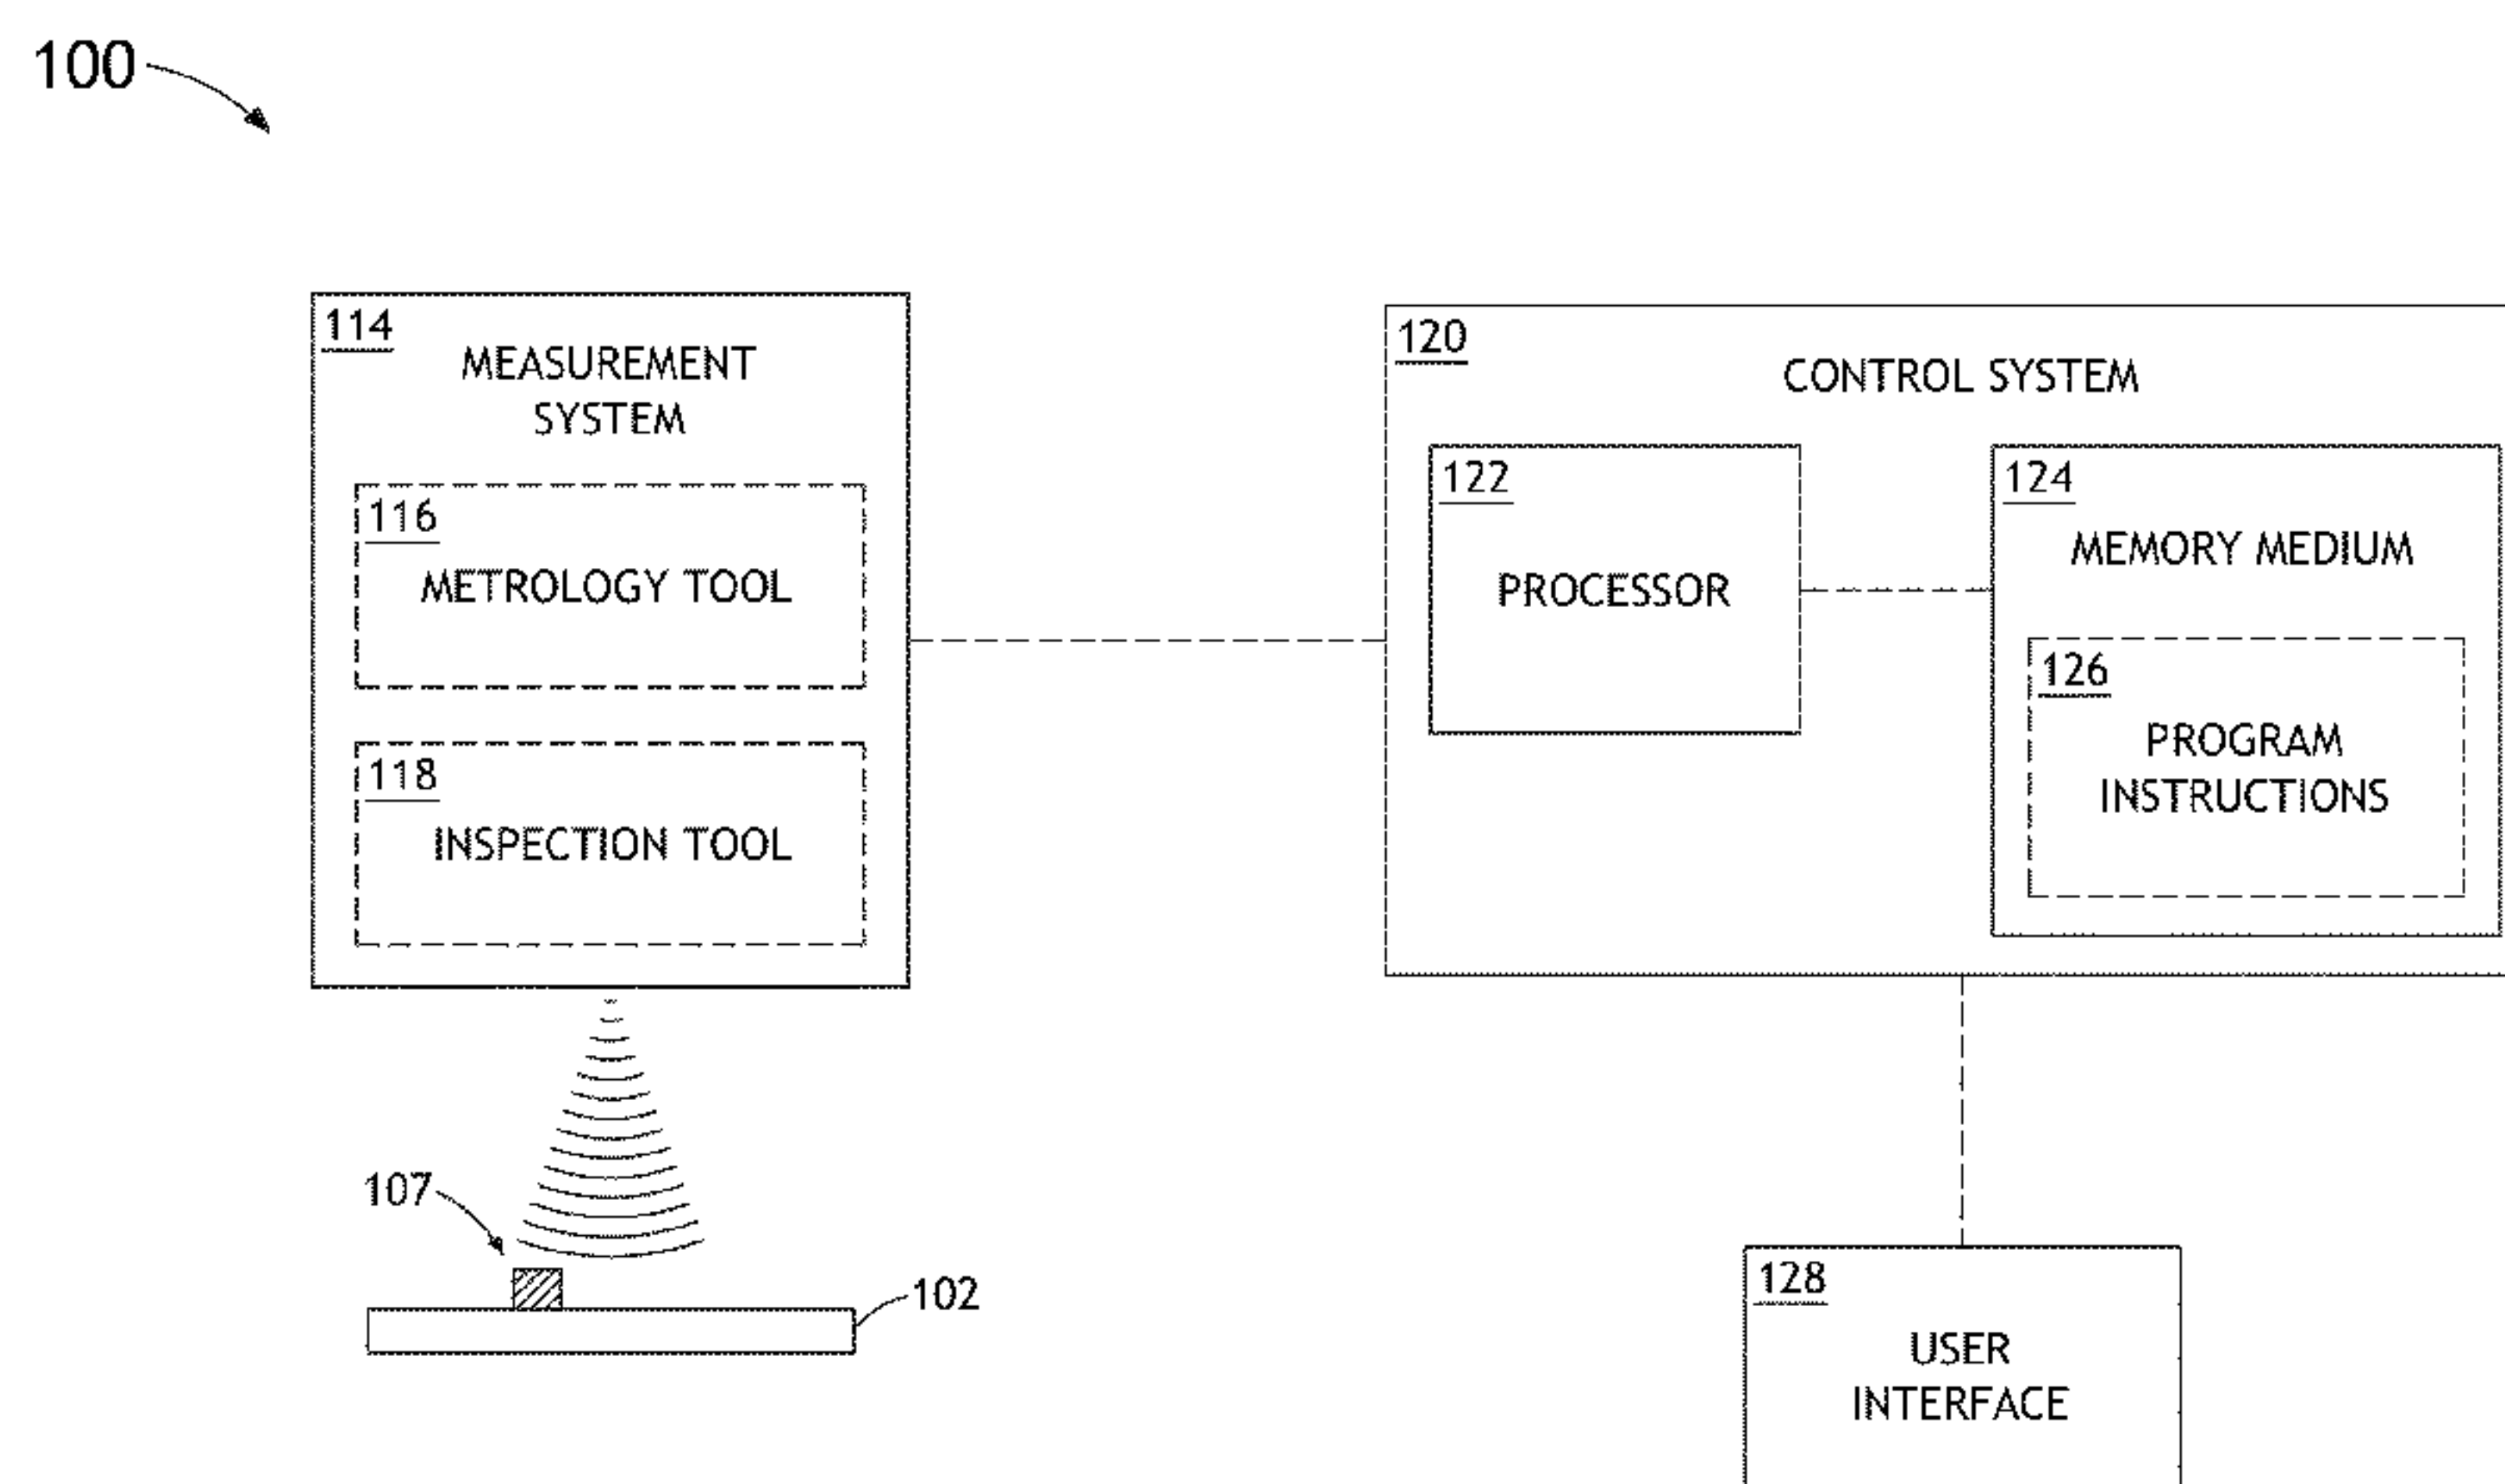 100
114
MEASUREMENT
SYSTEM
116
METROLOGY TOOL
118
INSPECTION TOOL
107
102
120
CONTROL SYSTEM
122
PROCESSOR
124
MEMORY MEDIUM
126
PROGRAM
INSTRUCTIONS
128
USER
INTERFACE